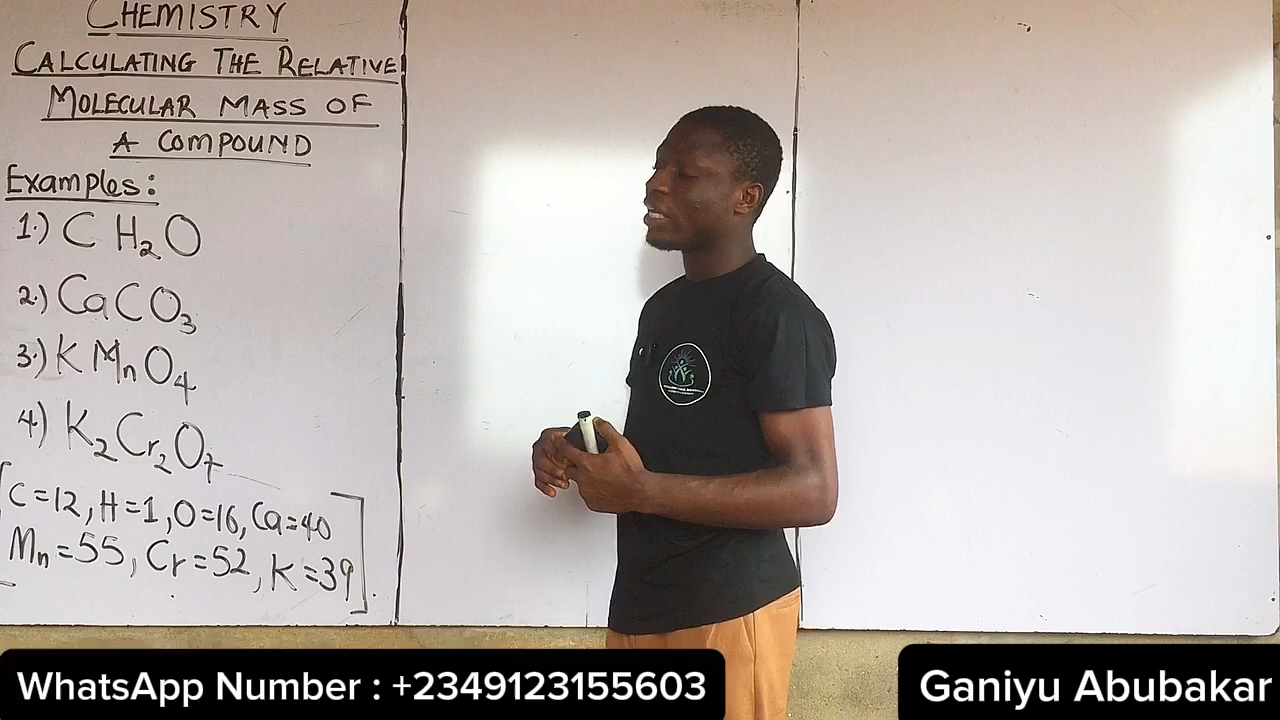 CHEMISTRY
CALCULATING THE RELATIVE
MOLECULAR MASS OF
A COMPOUND
Examples:
1.) CH₂O
2.) CaCO₃
3.) KMnO₄
4.) K₂Cr₂O₇
[C=12, H=1, O=16, Ca=40
Mn=55, Cr=52, K=39].
WhatsApp Number : +2349123155603
Ganiyu Abubakar